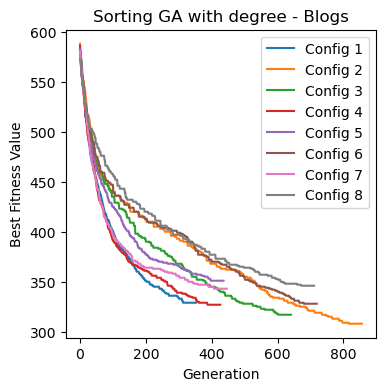 Sorting GA with degree - Blogs
Best Fitness Value
600
550
500
450
400
350
300
Config 1
Config 2
Config 3
Config 4
Config 5
Config 6
Config 7
Config 8
0
200
400
600
800
Generation